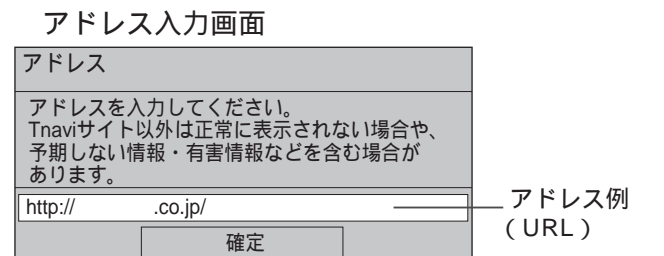 アドレス入力画面
アドレス
アドレスを入力してください。
Tnaviサイト以外は正常に表示されない場合や、
予期しない情報・有害情報などを含む場合が
あります。
http://　　　.co.jp/
アドレス例
（URL）
確定